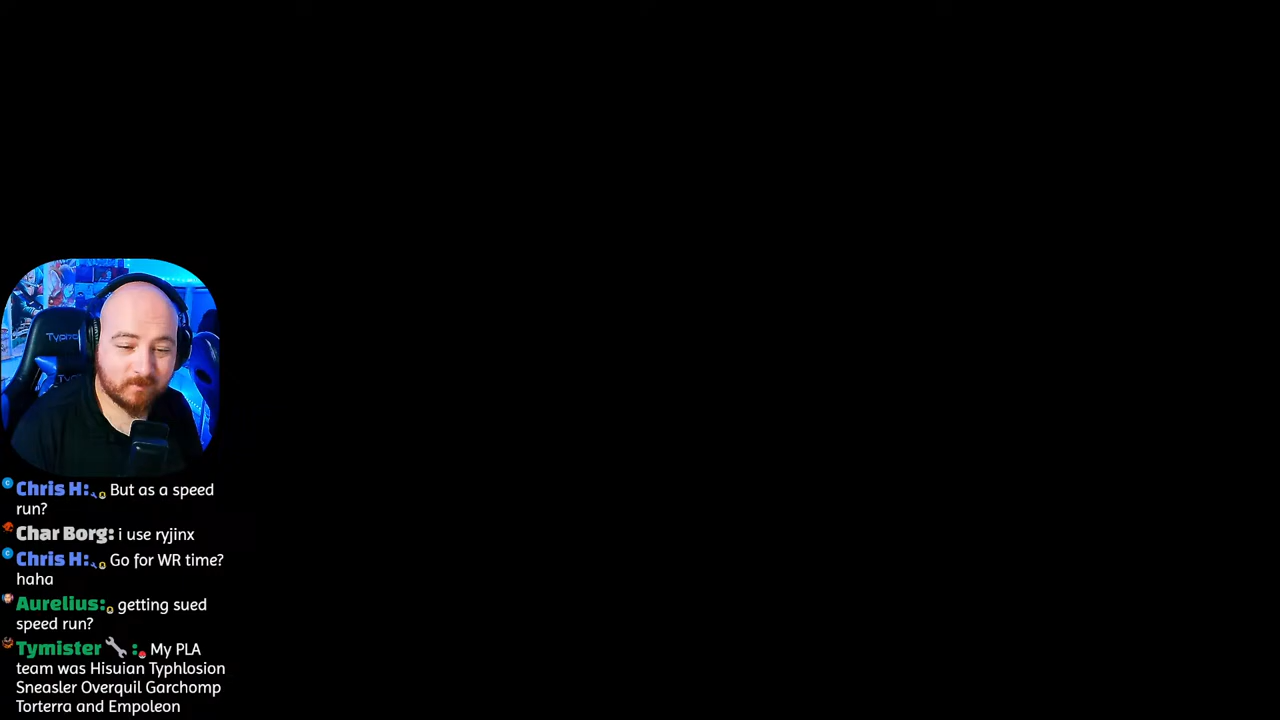 Typhoo
Chris H: But as a speed
run?
Char Borg: i use ryjinx
Chris H: Go for WR time?
haha
Aurelius: getting sued
speed run?
Tymister : My PLA
team was Hisuian Typhlosion
Sneasler Overquil Garchomp
Torterra and Empoleon